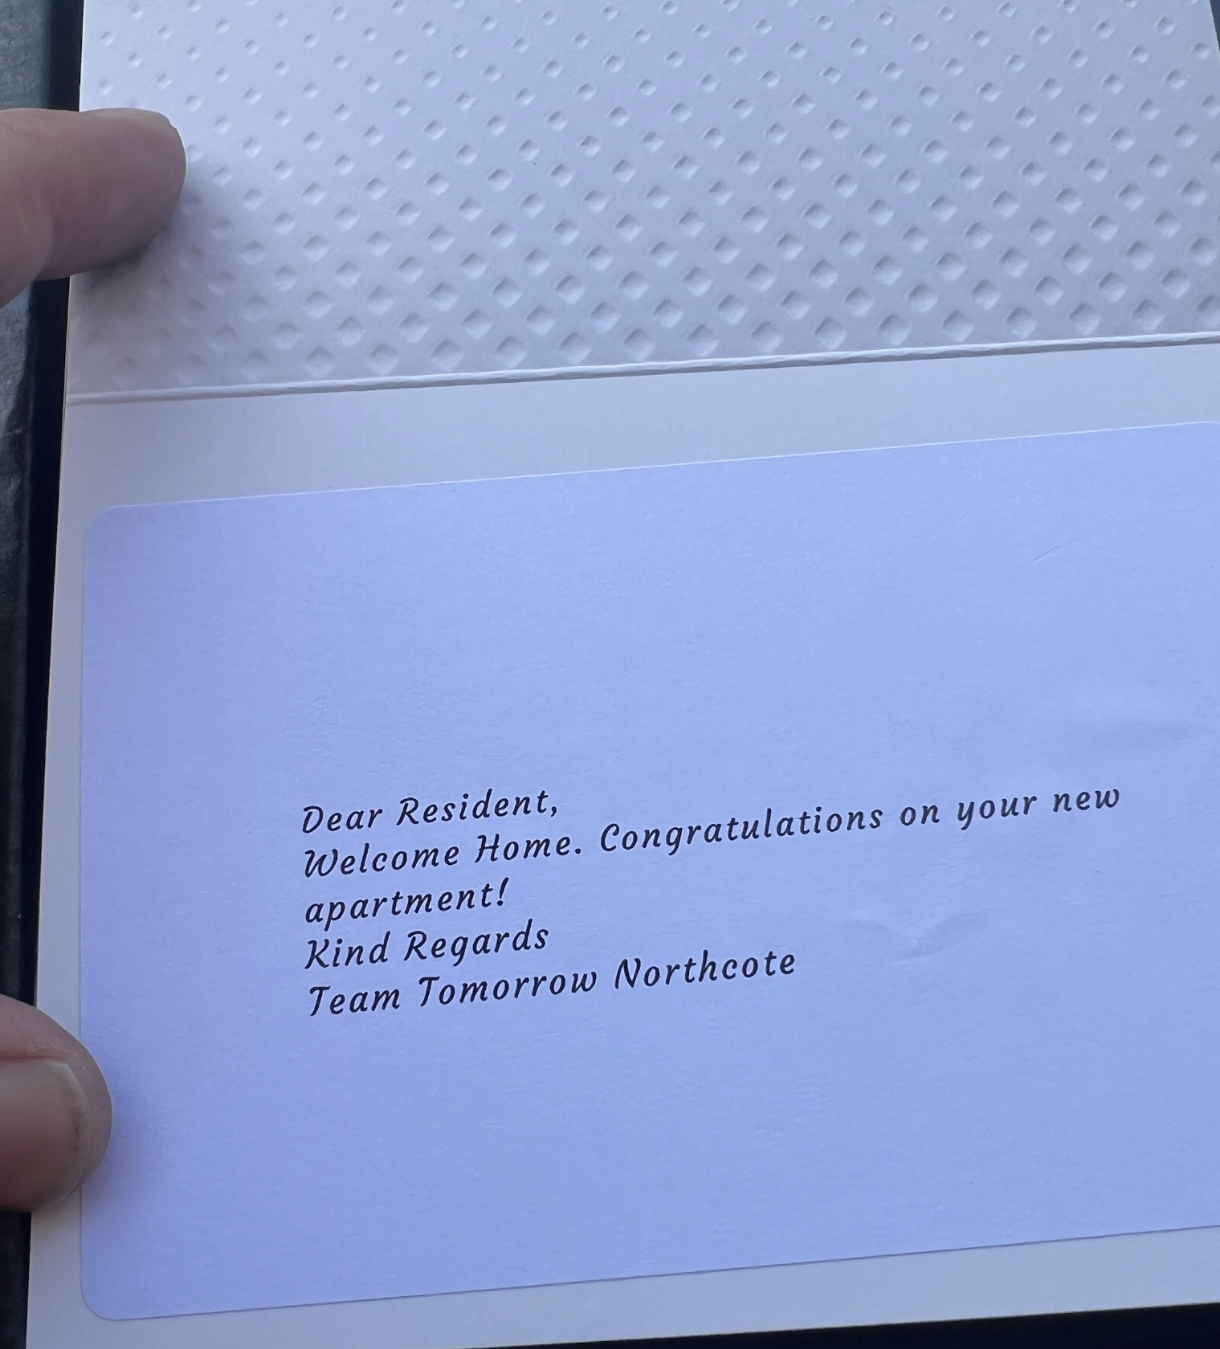 Dear Resident,
Welcome Home. Congratulations on your new
apartment!
Kind Regards
Team Tomorrow Northcote